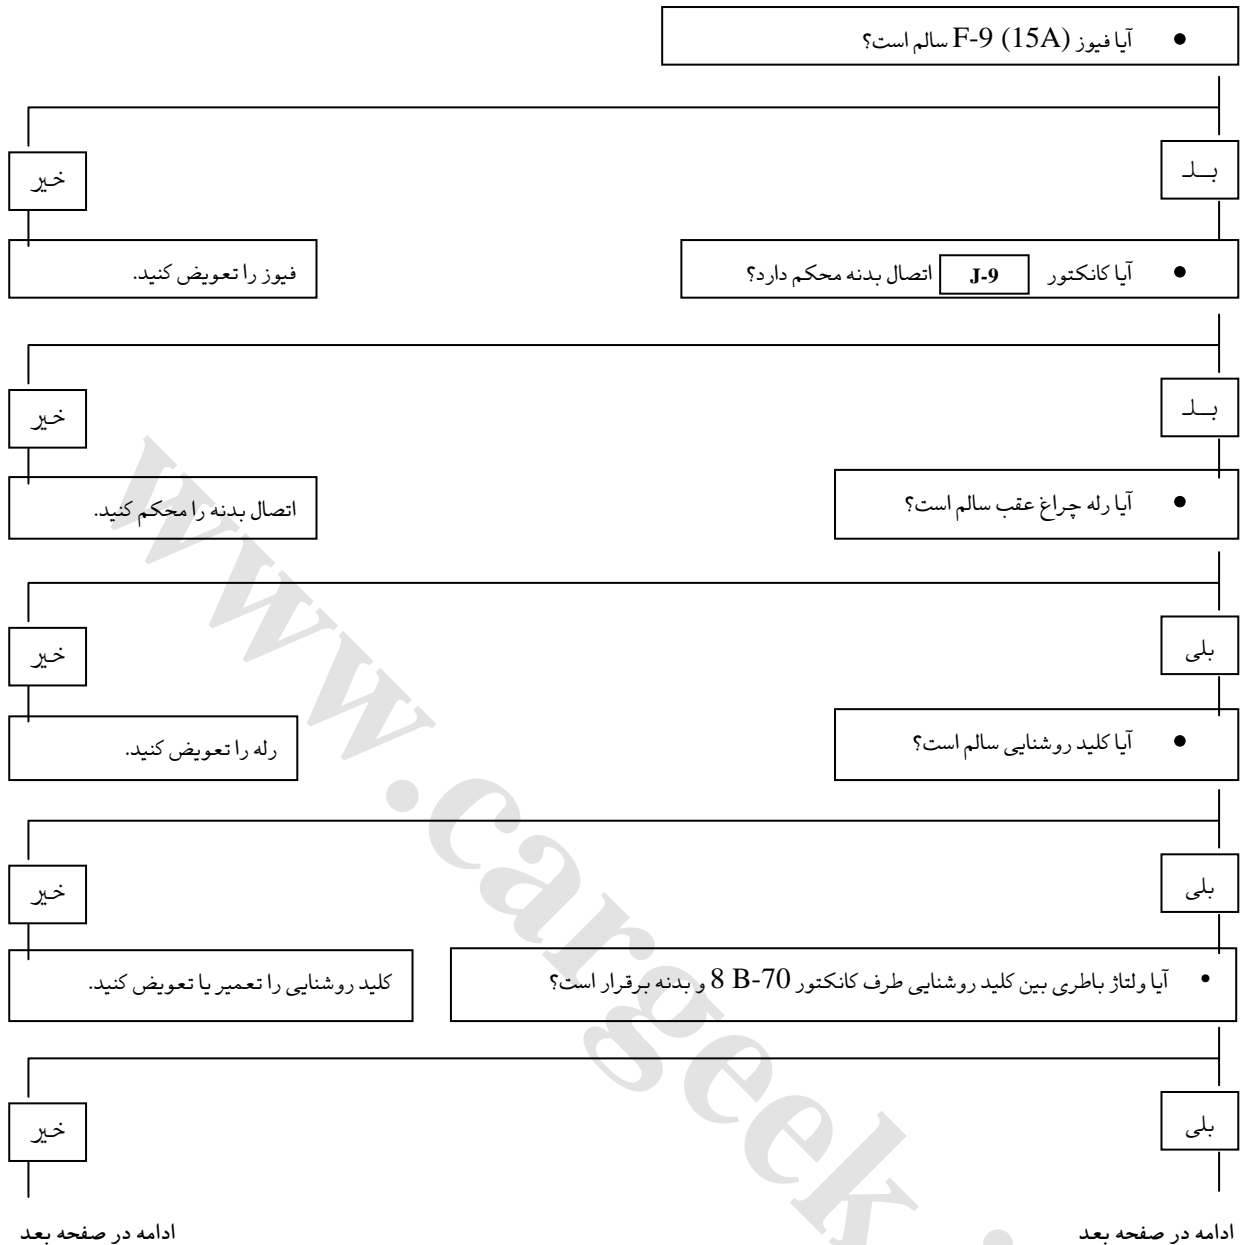 آیا فیوز F-9 (15A) سالم است؟
بـلـ
خیر
آیا کانکتور J-9 اتصال بدنه محکم دارد؟
فیوز را تعویض کنید.
بـلـ
خیر
آیا رله چراغ عقب سالم است؟
اتصال بدنه را محکم کنید.
بلی
خیر
آیا کلید روشنایی سالم است؟
رله را تعویض کنید.
بلی
خیر
آیا ولتاژ باطری بین کلید روشنایی طرف کانکتور 8 B-70 و بدنه برقرار است؟
کلید روشنایی را تعمیر یا تعویض کنید.
بلی
خیر
ادامه در صفحه بعد
ادامه در صفحه بعد
www.cargeek.i